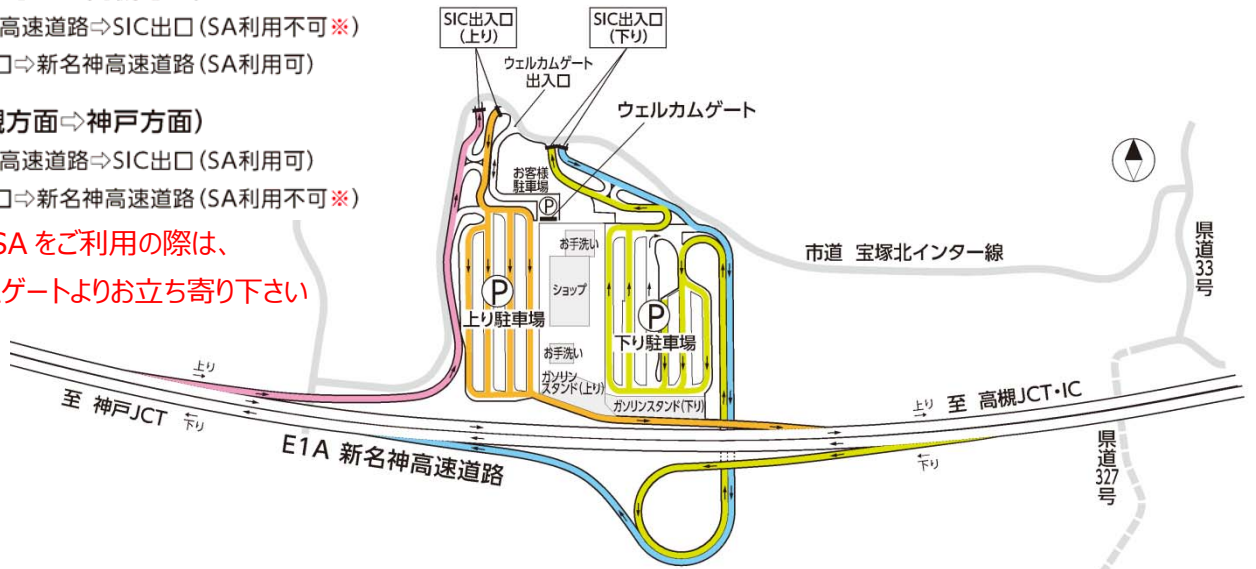 高速道路⇨SIC出口(SA利用不可※)
口⇨新名神高速道路(SA利用可)
方面⇨神戸方面)
高速道路⇨SIC出口(SA利用可)
口⇨新名神高速道路(SA利用不可※)
SAをご利用の際は、
ゲートよりお立ち寄り下さい
SIC出入口
(上り)
SIC出入口
(下り)
ウェルカムゲート
出入口
ウェルカムゲート
お客様
駐車場
P
お手洗い
ショップ
お手洗い
P
上り駐車場
P
下り駐車場
ガソリン
スタンド(上り)
ガソリンスタンド(下り)
市道 宝塚北インター線
県道33号
県道327号
上り
至 神戸JCT
下り
E1A 新名神高速道路
上り
至 高槻JCT・IC
下り